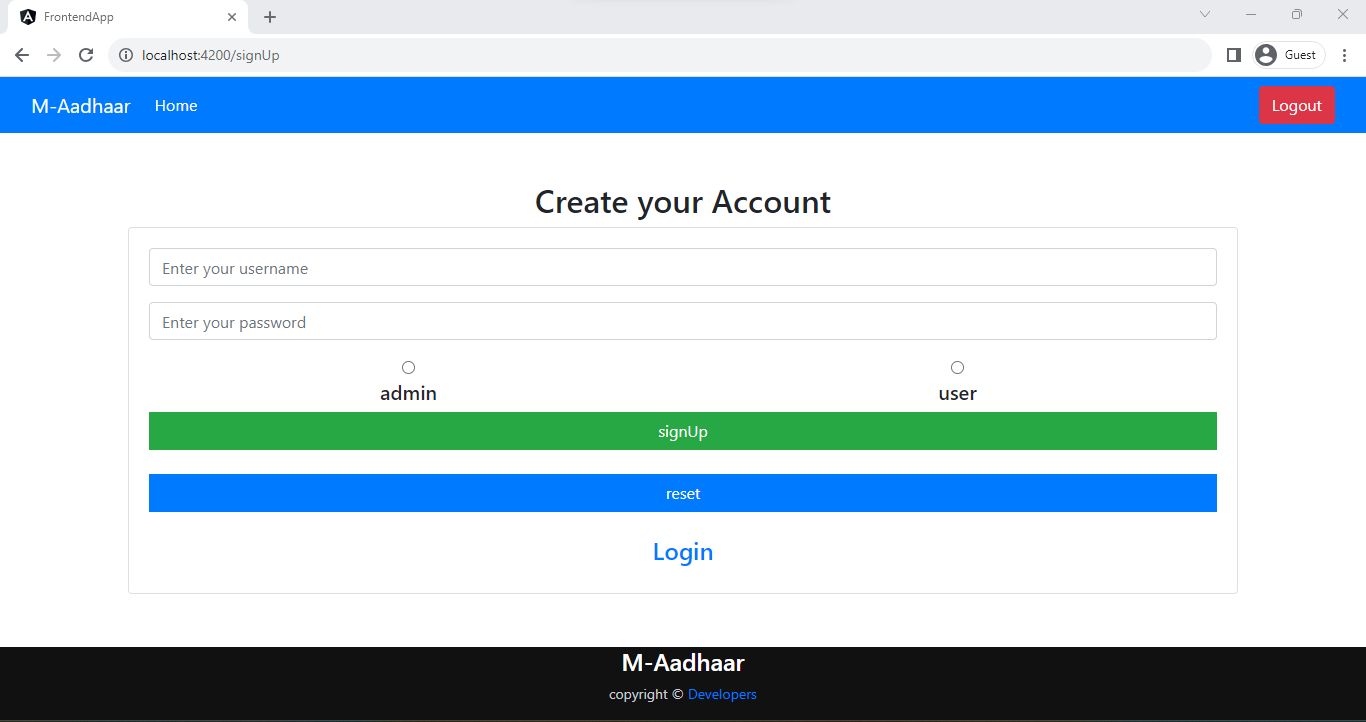 FrontendApp
localhost:4200/signUp
Guest
M-Aadhaar Home Logout
Create your Account
Enter your username
Enter your password
admin user
signUp
reset
Login
M-Aadhaar
copyright © Developers